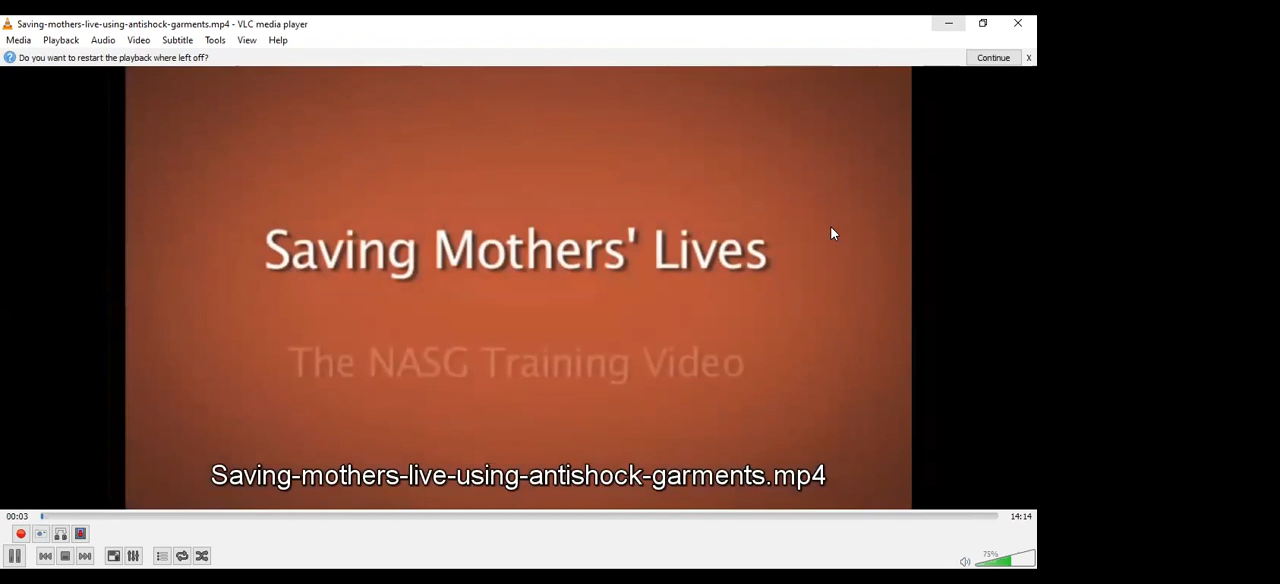 Saving-mothers-live-using-antishock-garments.mp4 - VLC media player
Media Playback Audio Video Subtitle Tools View Help
Do you want to restart the playback where left off? Continue X
Saving Mothers' Lives
The NASG Training Video
Saving-mothers-live-using-antishock-garments.mp4
00:03 14:14
75%